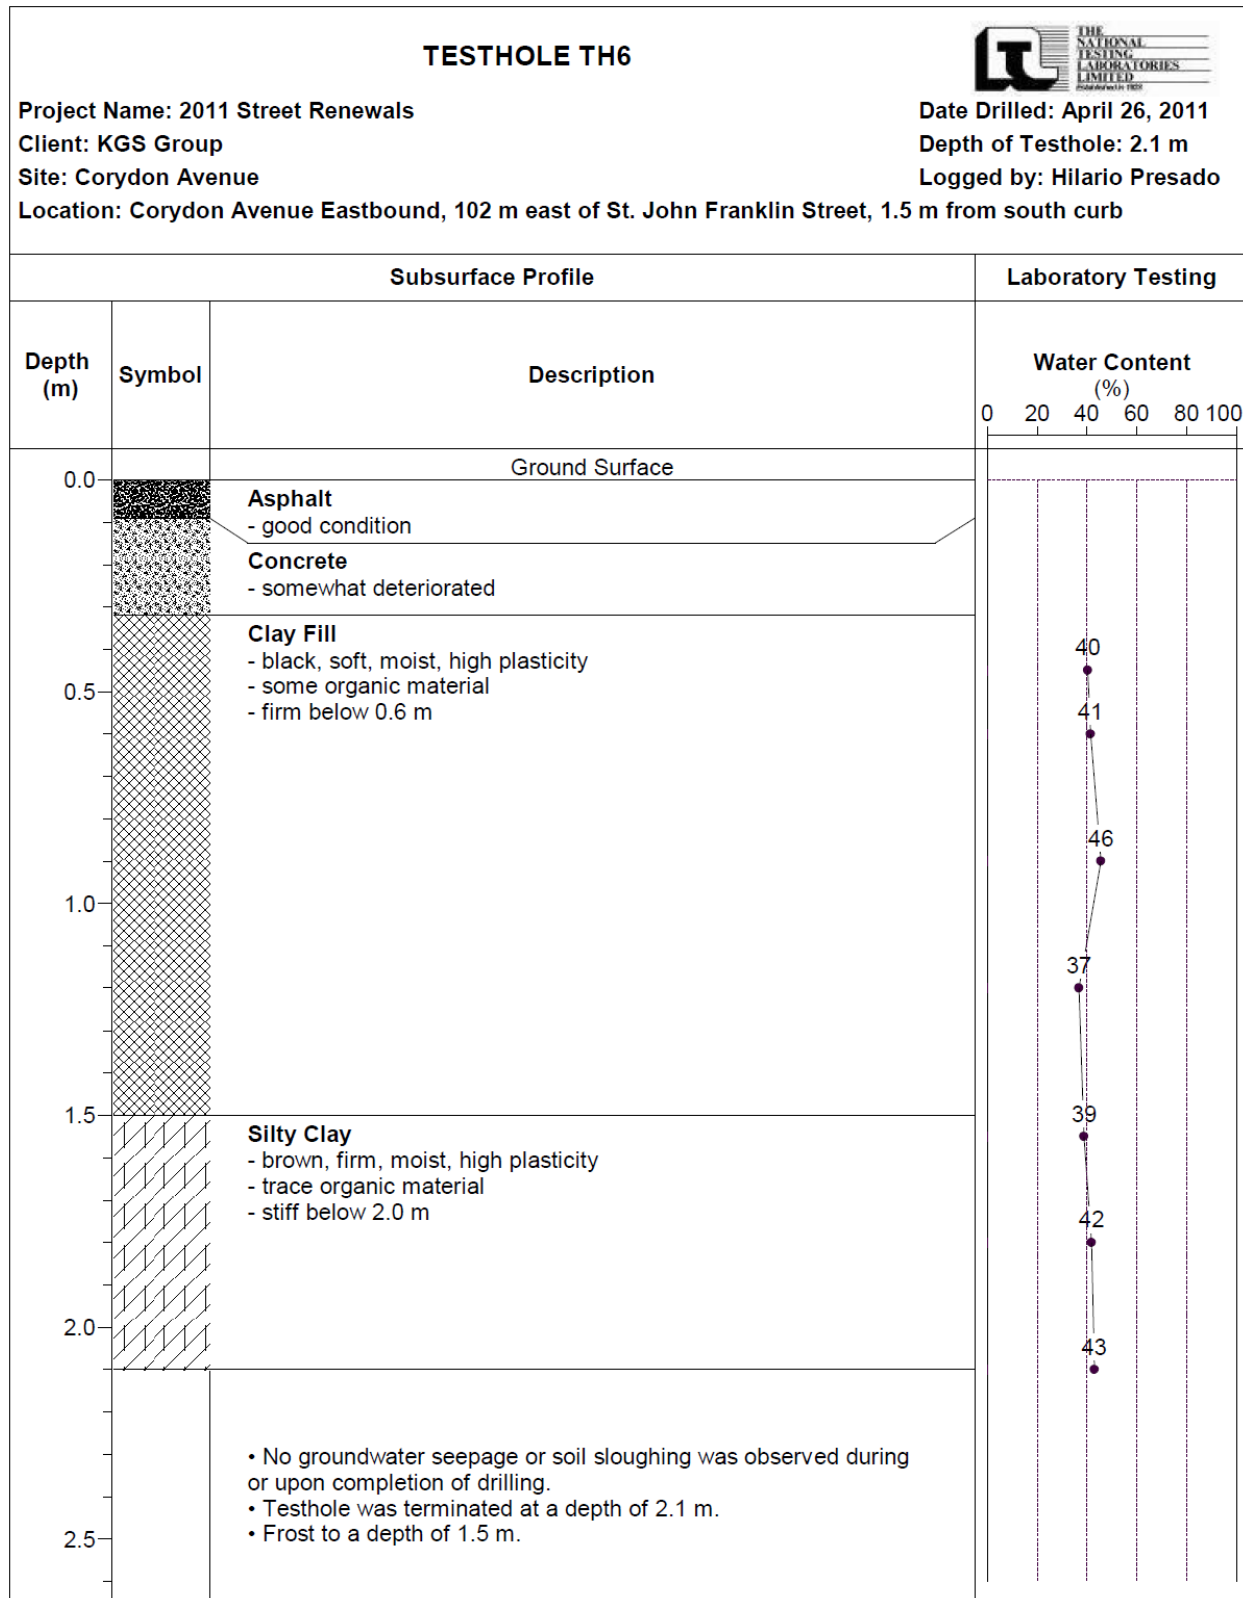 TESTHOLE TH6
THE
NATIONAL
TESTING
LABORATORIES
LIMITED
Established in 1923
Project Name: 2011 Street Renewals
Date Drilled: April 26, 2011
Client: KGS Group
Depth of Testhole: 2.1 m
Site: Corydon Avenue
Logged by: Hilario Presado
Location: Corydon Avenue Eastbound, 102 m east of St. John Franklin Street, 1.5 m from south curb
Subsurface Profile
Laboratory Testing
Depth
(m)
Symbol
Description
Water Content
(%)
0 20 40 60 80 100
Ground Surface
0.0
Asphalt
- good condition
Concrete
- somewhat deteriorated
Clay Fill
- black, soft, moist, high plasticity
- some organic material
- firm below 0.6 m
40
0.5
41
46
1.0
37
1.5
39
Silty Clay
- brown, firm, moist, high plasticity
- trace organic material
- stiff below 2.0 m
42
2.0
43
• No groundwater seepage or soil sloughing was observed during
or upon completion of drilling.
• Testhole was terminated at a depth of 2.1 m.
• Frost to a depth of 1.5 m.
2.5